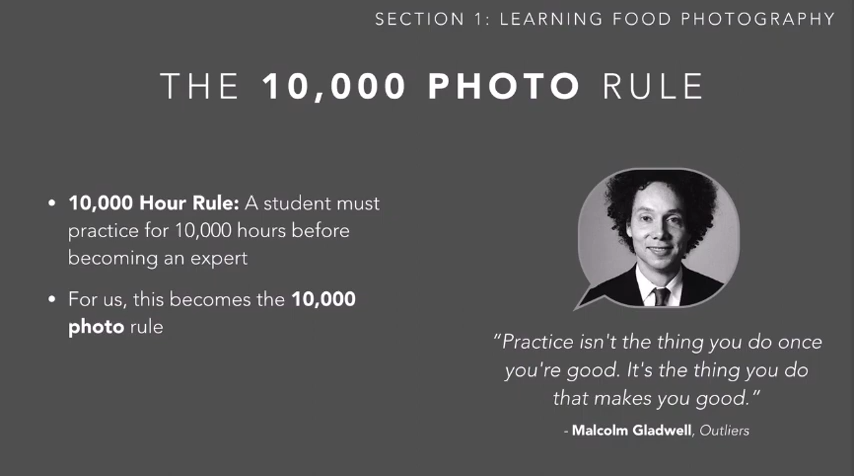 SECTION 1: LEARNING FOOD PHOTOGRAPHY
THE 10,000 PHOTO RULE
• 10,000 Hour Rule: A student must
practice for 10,000 hours before
becoming an expert
• For us, this becomes the 10,000
photo rule
“Practice isn't the thing you do once
you're good. It's the thing you do
that makes you good.”
- Malcolm Gladwell, Outliers